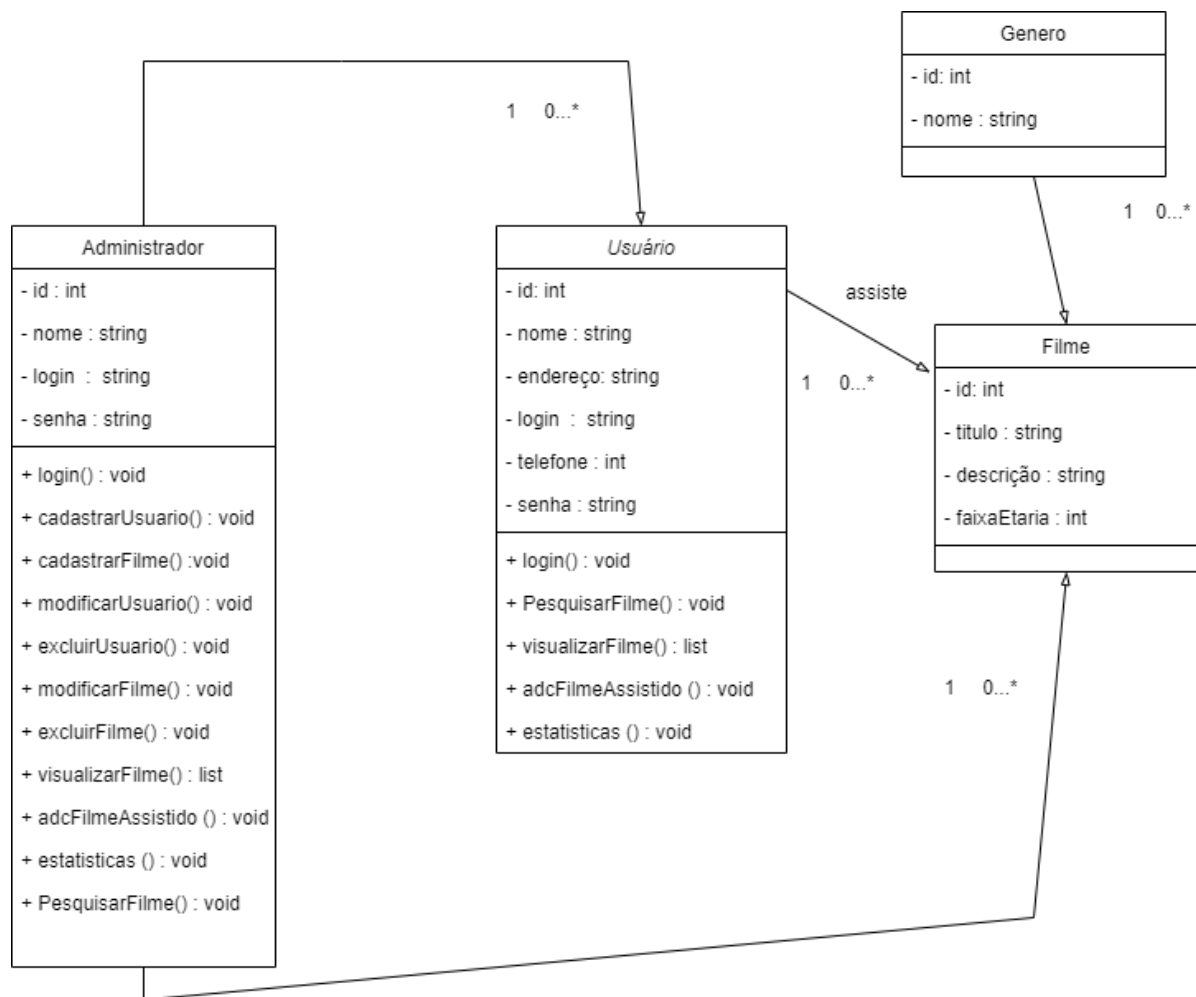 Genero
- id: int
- nome : string
1 0...*
1 0...*
Administrador
- id : int
- nome : string
- login : string
- senha : string
+ login() : void
+ cadastrarUsuario() : void
+ cadastrarFilme() :void
+ modificarUsuario() : void
+ excluirUsuario() : void
+ modificarFilme() : void
+ excluirFilme() : void
+ visualizarFilme() : list
+ adcFilmeAssistido () : void
+ estatisticas () : void
+ PesquisarFilme() : void
Usuário
- id: int
- nome : string
- endereço: string
- login : string
- telefone : int
- senha : string
+ login() : void
+ PesquisarFilme() : void
+ visualizarFilme() : list
+ adcFilmeAssistido () : void
+ estatisticas () : void
assiste
1 0...*
Filme
- id: int
- titulo : string
- descrição : string
- faixaEtaria : int
1 0...*